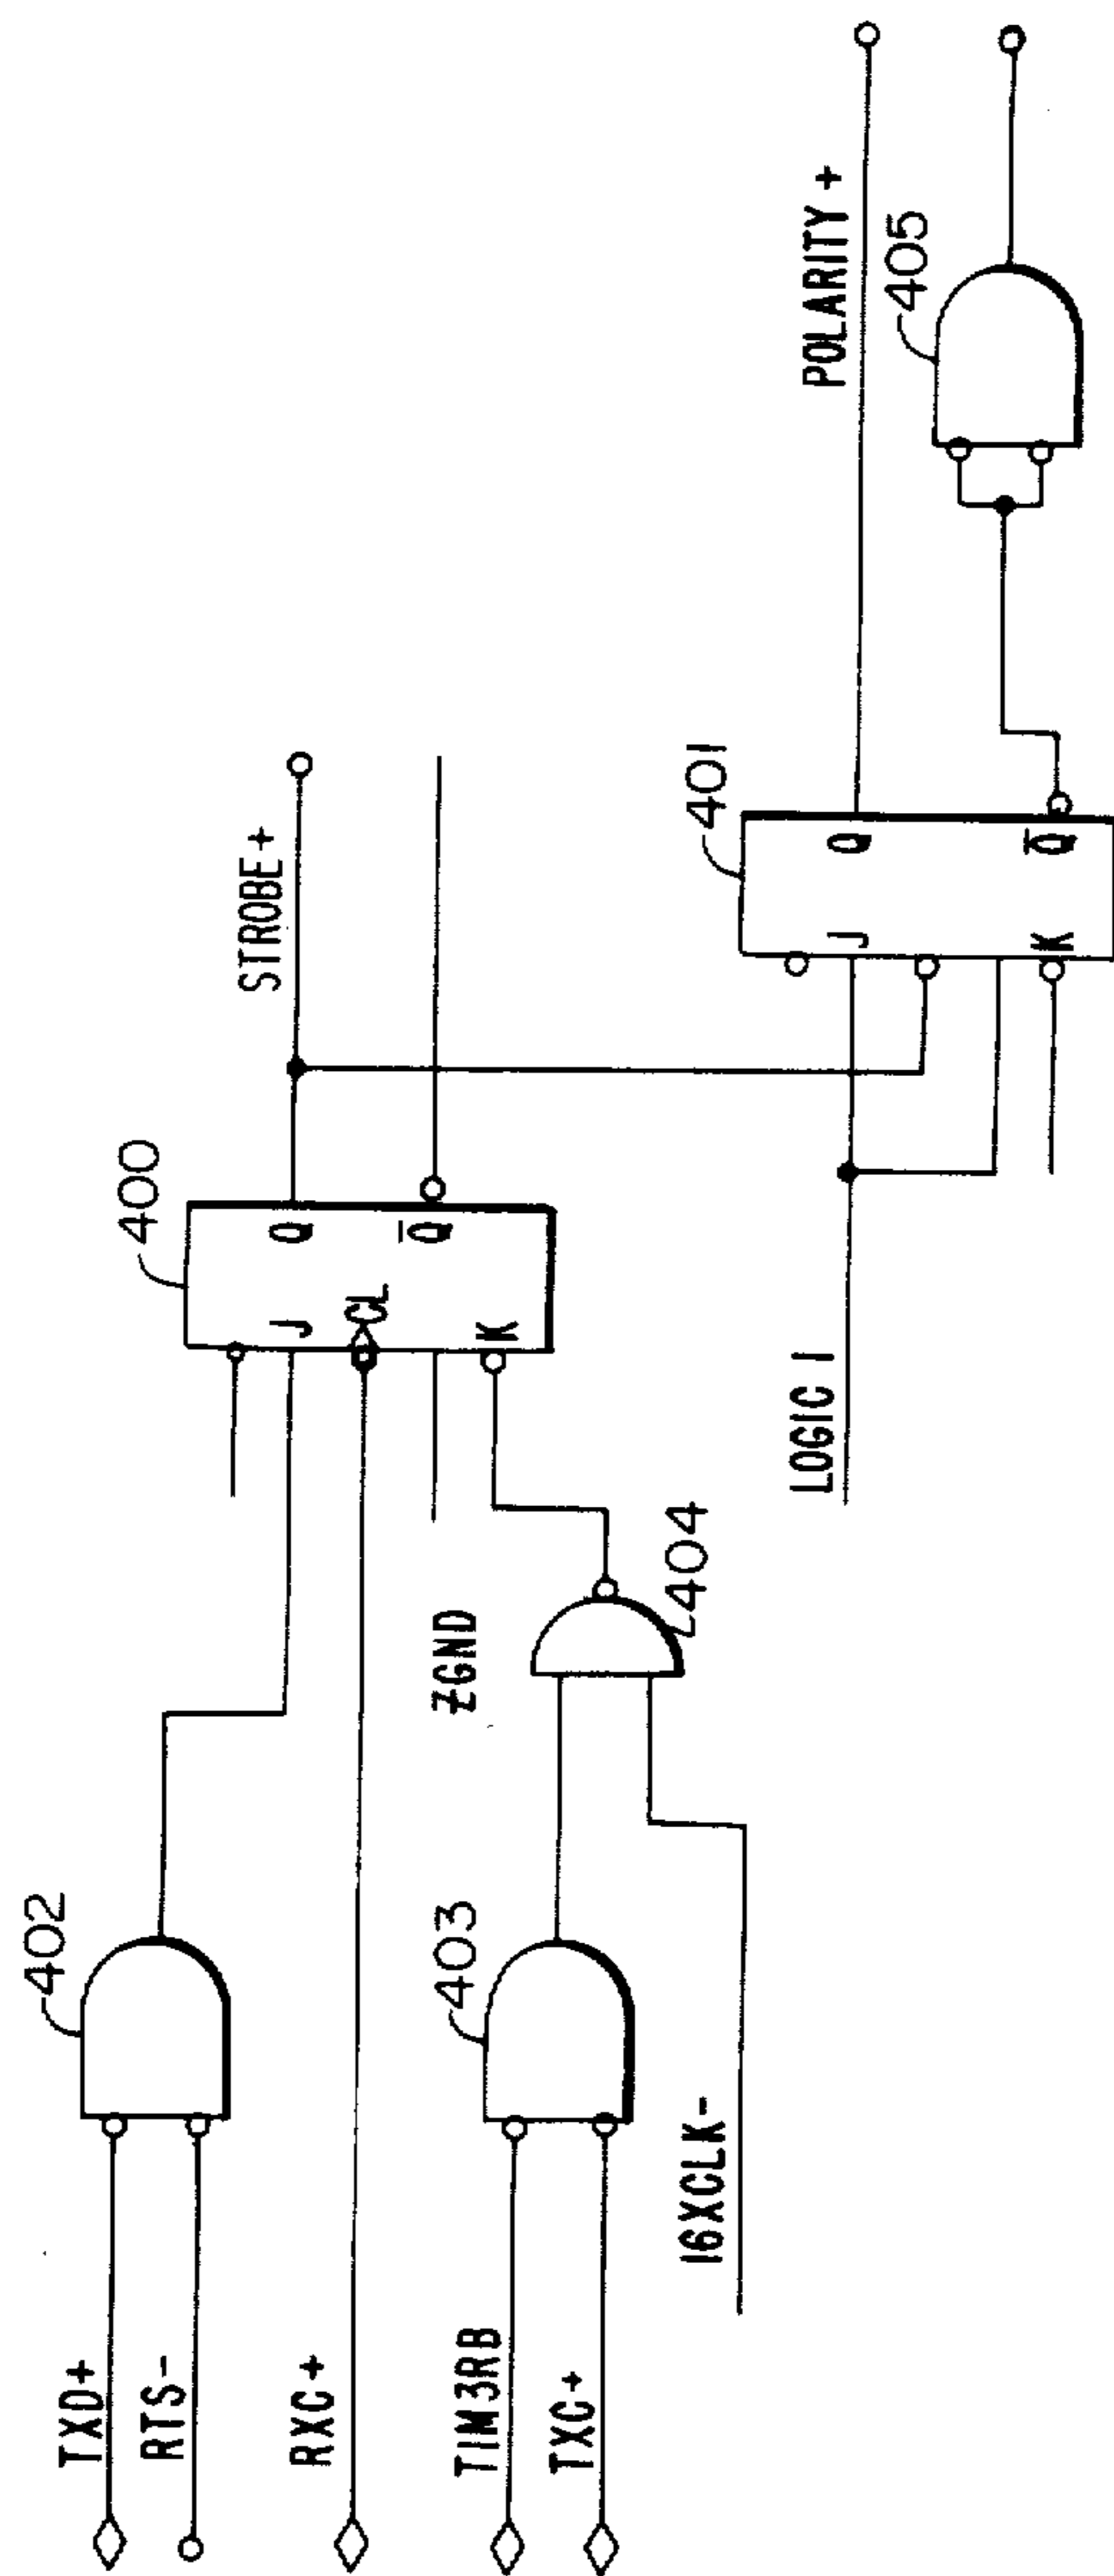 TXD+
RTS-
RXC+
TIM3RB
TXC+
16XCLK-
402
403
404
ZGND
LOGIC 1
400
J
CL
K
Q
Q̅
STROBE+
401
J
K
Q
Q̅
POLARITY +
405